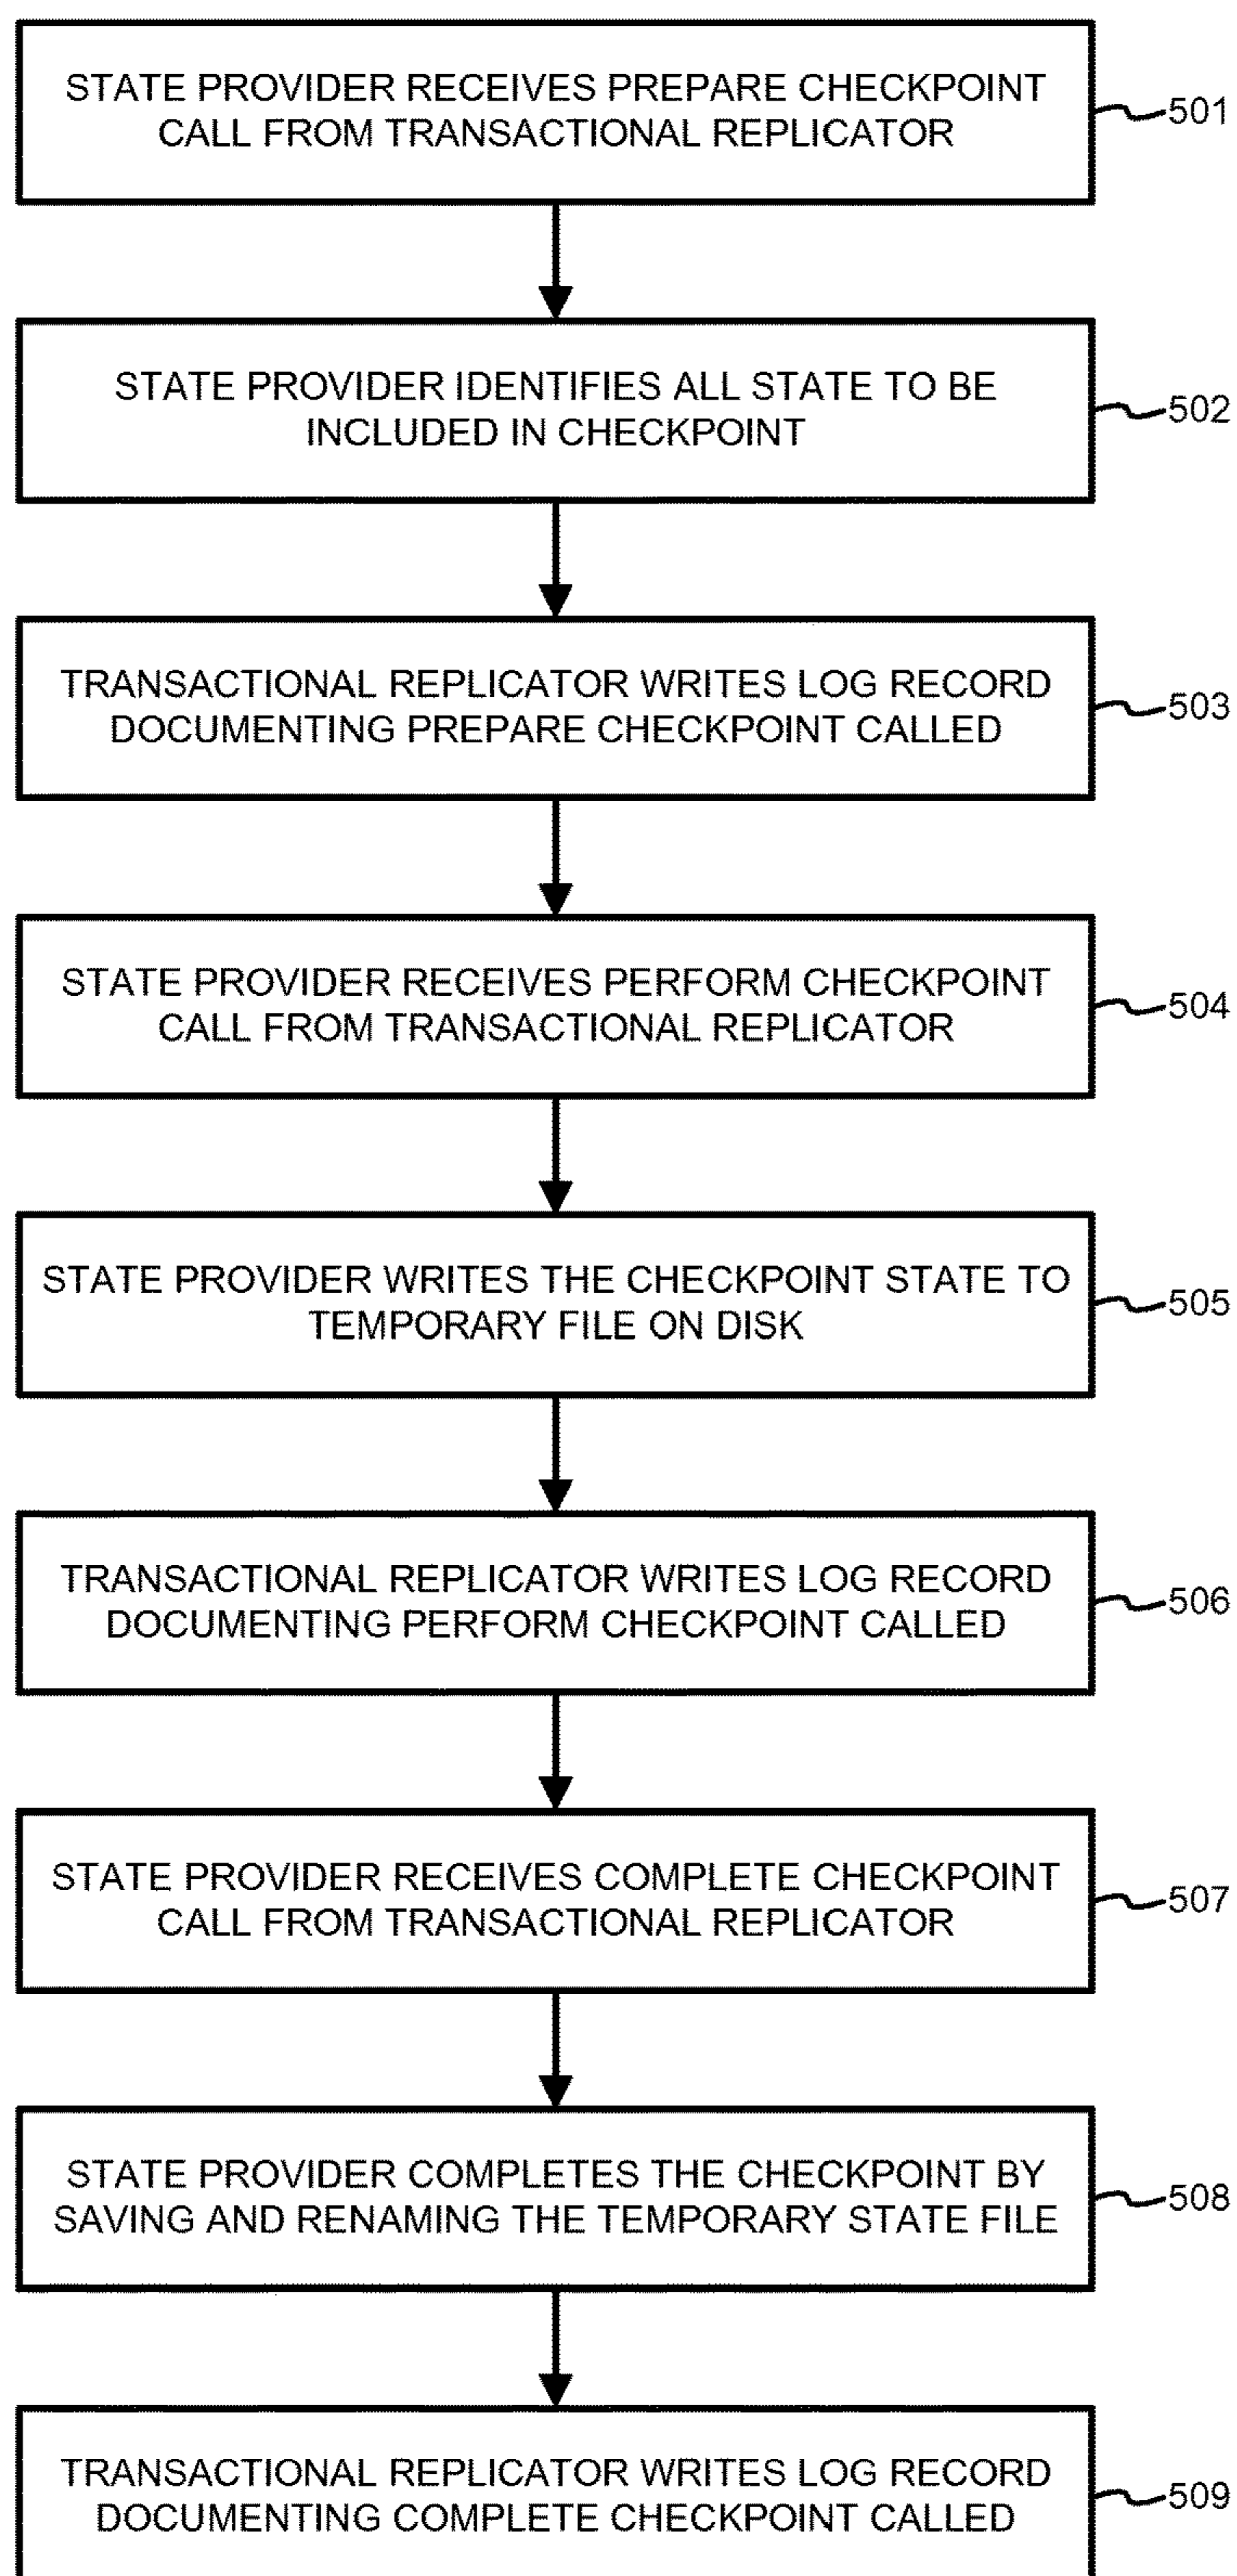 STATE PROVIDER RECEIVES PREPARE CHECKPOINT
CALL FROM TRANSACTIONAL REPLICATOR
501
STATE PROVIDER IDENTIFIES ALL STATE TO BE
INCLUDED IN CHECKPOINT
502
TRANSACTIONAL REPLICATOR WRITES LOG RECORD
DOCUMENTING PREPARE CHECKPOINT CALLED
503
STATE PROVIDER RECEIVES PERFORM CHECKPOINT
CALL FROM TRANSACTIONAL REPLICATOR
504
STATE PROVIDER WRITES THE CHECKPOINT STATE TO
TEMPORARY FILE ON DISK
505
TRANSACTIONAL REPLICATOR WRITES LOG RECORD
DOCUMENTING PERFORM CHECKPOINT CALLED
506
STATE PROVIDER RECEIVES COMPLETE CHECKPOINT
CALL FROM TRANSACTIONAL REPLICATOR
507
STATE PROVIDER COMPLETES THE CHECKPOINT BY
SAVING AND RENAMING THE TEMPORARY STATE FILE
508
TRANSACTIONAL REPLICATOR WRITES LOG RECORD
DOCUMENTING COMPLETE CHECKPOINT CALLED
509